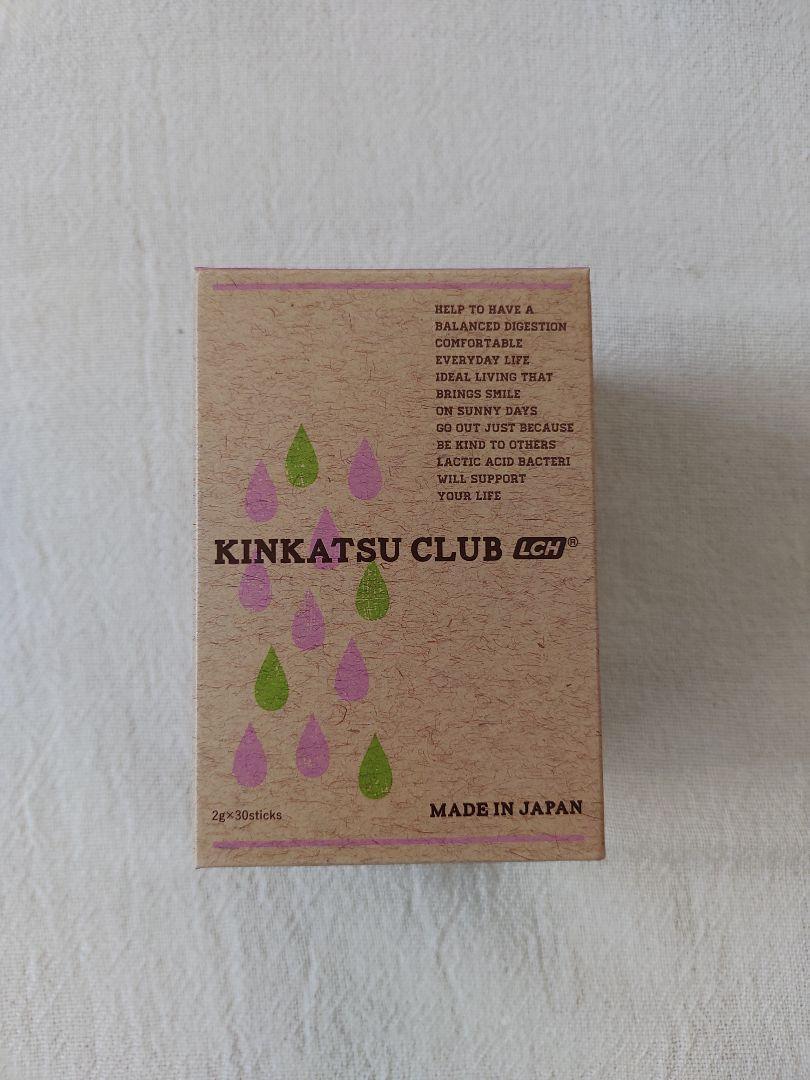 HELP TO HAVE A
BALANCED DIGESTION
COMFORTABLE
EVERYDAY LIFE
IDEAL LIVING THAT
BRINGS SMILE
ON SUNNY DAYS
GO OUT JUST BECAUSE
BE KIND TO OTHERS
LACTIC ACID BACTERI
WILL SUPPORT
YOUR LIFE
KINKATSU CLUB LCH®
2g×30sticks
MADE IN JAPAN